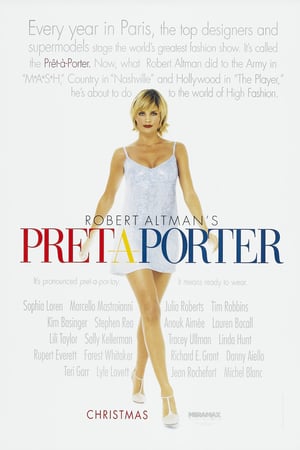 Every year in Paris, the top designers and
supermodels stage the world's greatest fashion show. It's called
the Prêt-à-Porter. Now, what Robert Altman did to the Army in
"M*A*S*H," Country in "Nashville" and Hollywood in "The Player,"
he's about to do to the world of High Fashion.
ROBERT ALTMAN'S
PRET-A-PORTER
It's pronounced pret-a-por-tay. It means ready to wear.
Sophia Loren Marcello Mastroianni Julia Roberts Tim Robbins
Kim Basinger Stephen Rea Anouk Aimée Lauren Bacall
Lili Taylor Sally Kellerman Tracey Ullman Linda Hunt
Rupert Everett Forest Whitaker Richard E. Grant Danny Aiello
Teri Garr Lyle Lovett Jean Rochefort Michel Blanc
CHRISTMAS MIRAMAX